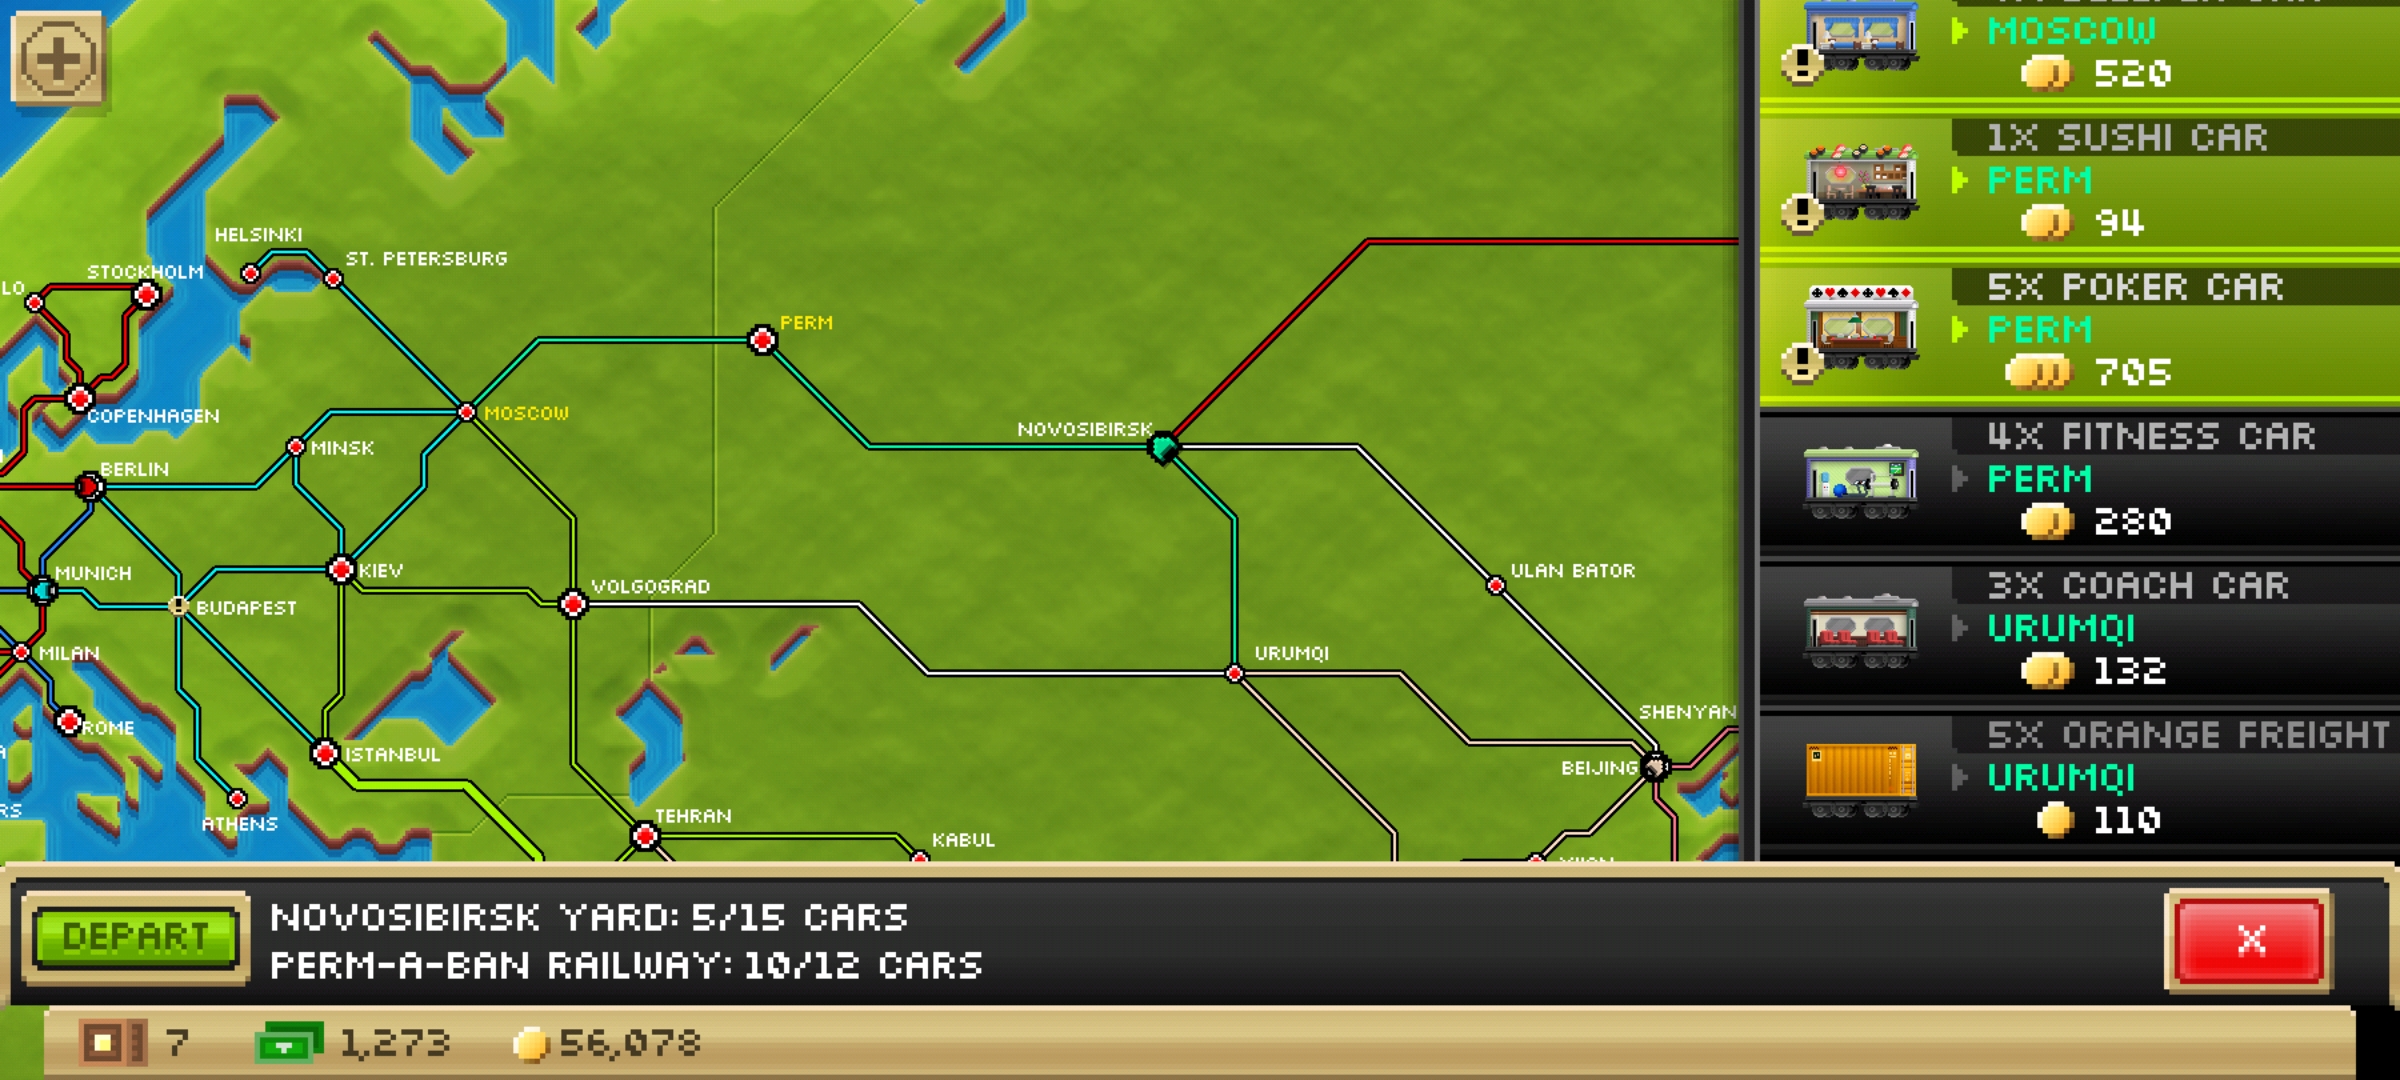 MOSCOW
520
1X SUSHI CAR
PERM
94
5X POKER CAR
PERM
705
4X FITNESS CAR
PERM
280
3X COACH CAR
URUMQI
132
5X ORANGE FREIGHT
URUMQI
110
HELSINKI
ST. PETERSBURG
STOCKHOLM
LO
PERM
COPENHAGEN
MOSCOW
NOVOSIBIRSK
MINSK
BERLIN
MUNICH
KIEV
VOLGOGRAD
ULAN BATOR
BUDAPEST
MILAN
URUMQI
ROME
SHENYAN
ISTANBUL
BEIJING
RS
ATHENS
TEHRAN
KABUL
DEPART
NOVOSIBIRSK YARD: 5/15 CARS
PERM-A-BAN RAILWAY: 10/12 CARS
X
7
1,273
56,078